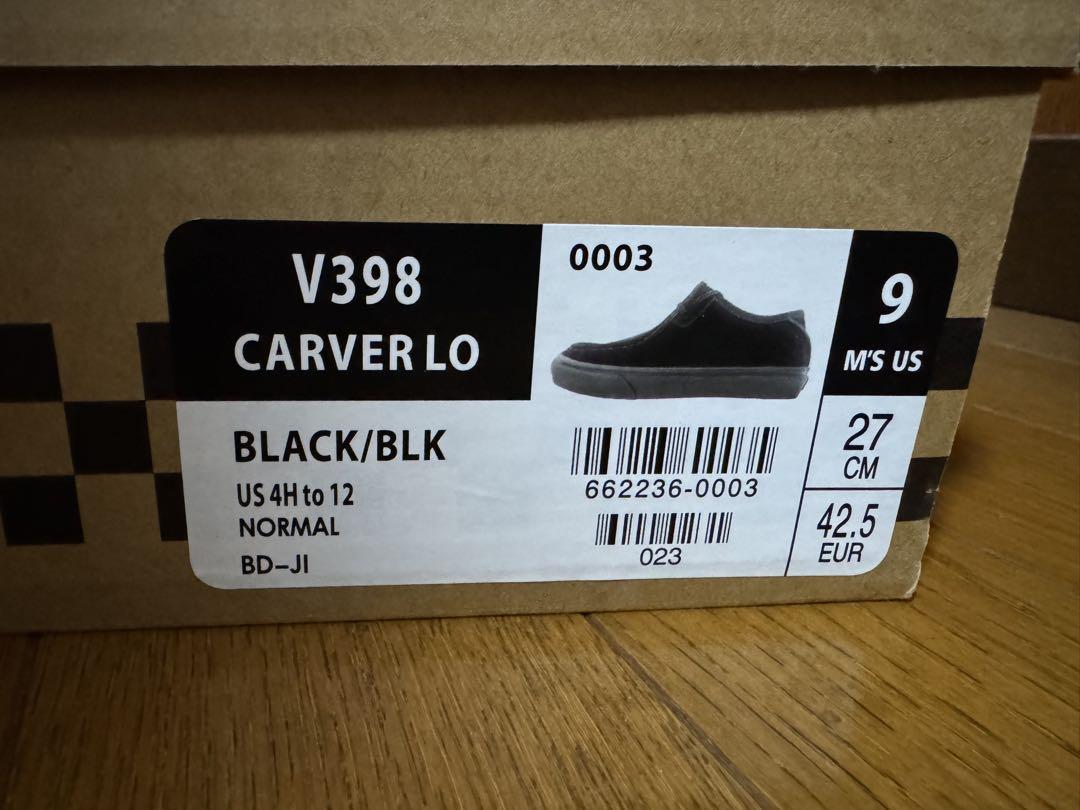 V398
CARVER LO
0003
9
M'S US
BLACK/BLK
US 4H to 12
NORMAL
BD-JI
662236-0003
023
27
CM
42.5
EUR